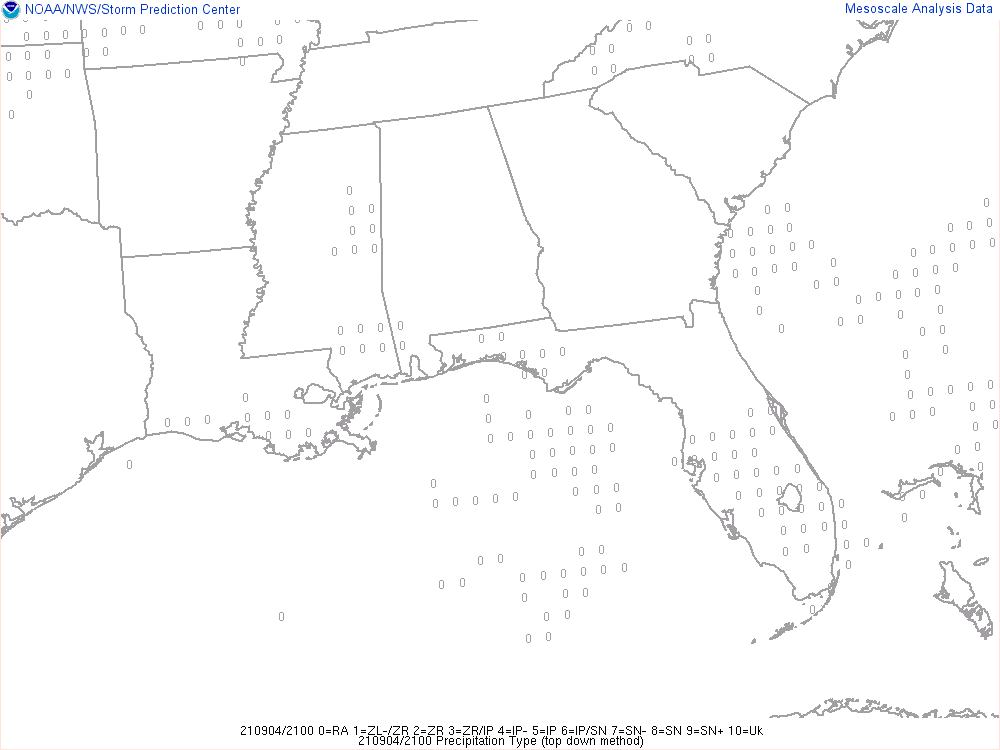 NOAA/NWS/Storm Prediction Center
Mesoscale Analysis Data
210904/2100 0=RA 1=ZL-/ZR 2=ZR 3=ZR/IP 4=IP- 5=IP 6=IP/SN 7=SN- 8=SN 9=SN+ 10=Uk
210904/2100 Precipitation Type (top down method)